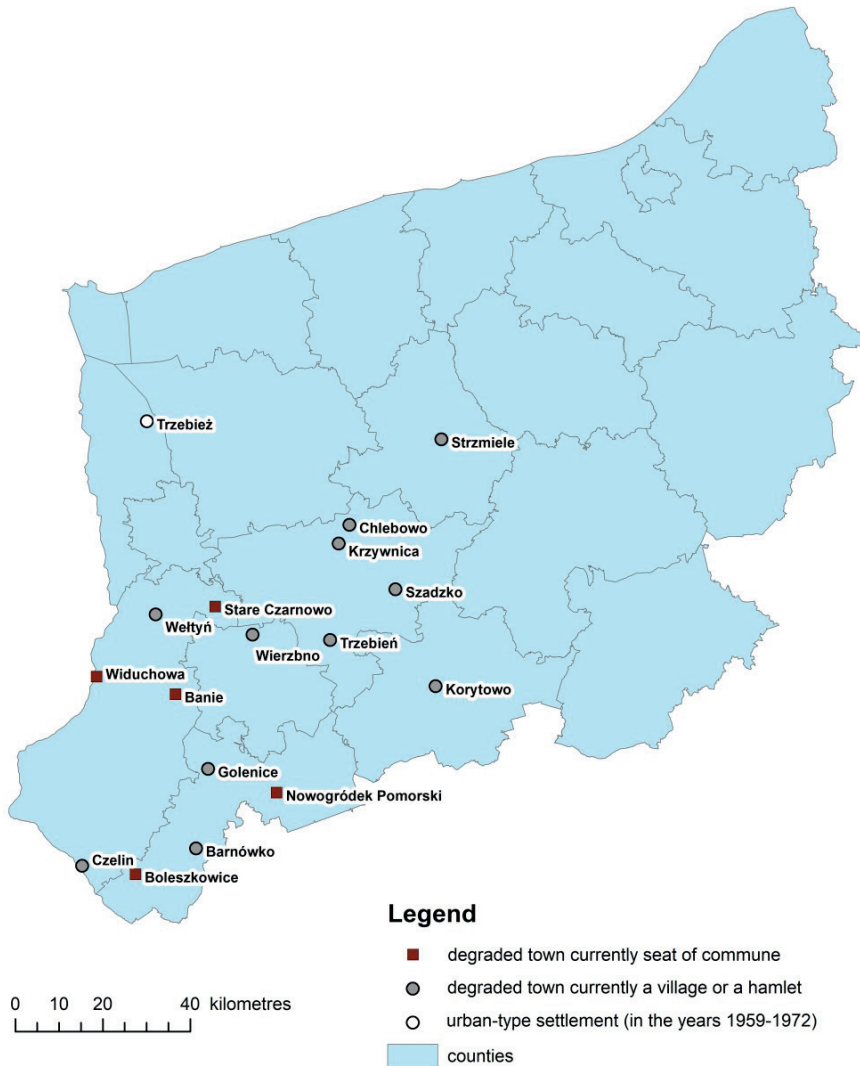 Trzebież
Strzmiele
Chlebowo
Krzywnica
Szadzko
Stare Czarnowo
Wełtyń
Wierzbno
Trzebień
Widuchowa
Banie
Korytowo
Golenice
Nowogródek Pomorski
Barnówko
Czelin
Boleszkowice
Legend
degraded town currently seat of commune
degraded town currently a village or a hamlet
urban-type settlement (in the years 1959-1972)
counties
0 10 20 40 kilometres